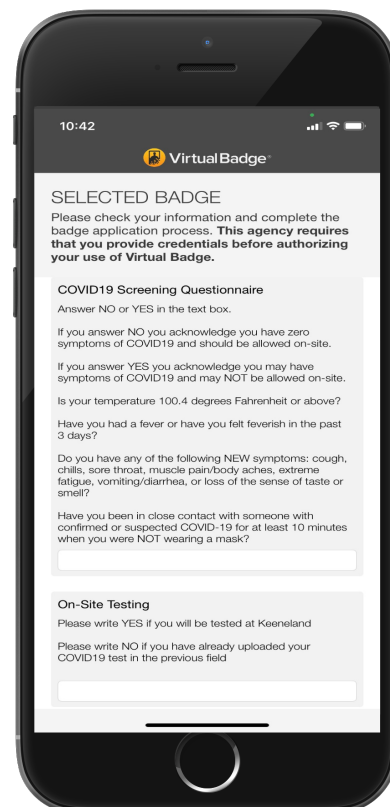 10:42
VirtualBadge
SELECTED BADGE
Please check your information and complete the
badge application process. This agency requires
that you provide credentials before authorizing
your use of Virtual Badge.
COVID19 Screening Questionnaire
Answer NO or YES in the text box.
If you answer NO you acknowledge you have zero
symptoms of COVID19 and should be allowed on-site.
If you answer YES you acknowledge you may have
symptoms of COVID19 and may NOT be allowed on-site.
Is your temperature 100.4 degrees Fahrenheit or above?
Have you had a fever or have you felt feverish in the past
3 days?
Do you have any of the following NEW symptoms: cough,
chills, sore throat, muscle pain/body aches, extreme
fatigue, vomiting/diarrhea, or loss of the sense of taste or
smell?
Have you been in close contact with someone with
confirmed or suspected COVID-19 for at least 10 minutes
when you were NOT wearing a mask?
On-Site Testing
Please write YES if you will be tested at Keeneland
Please write NO if you have already uploaded your
COVID19 test in the previous field